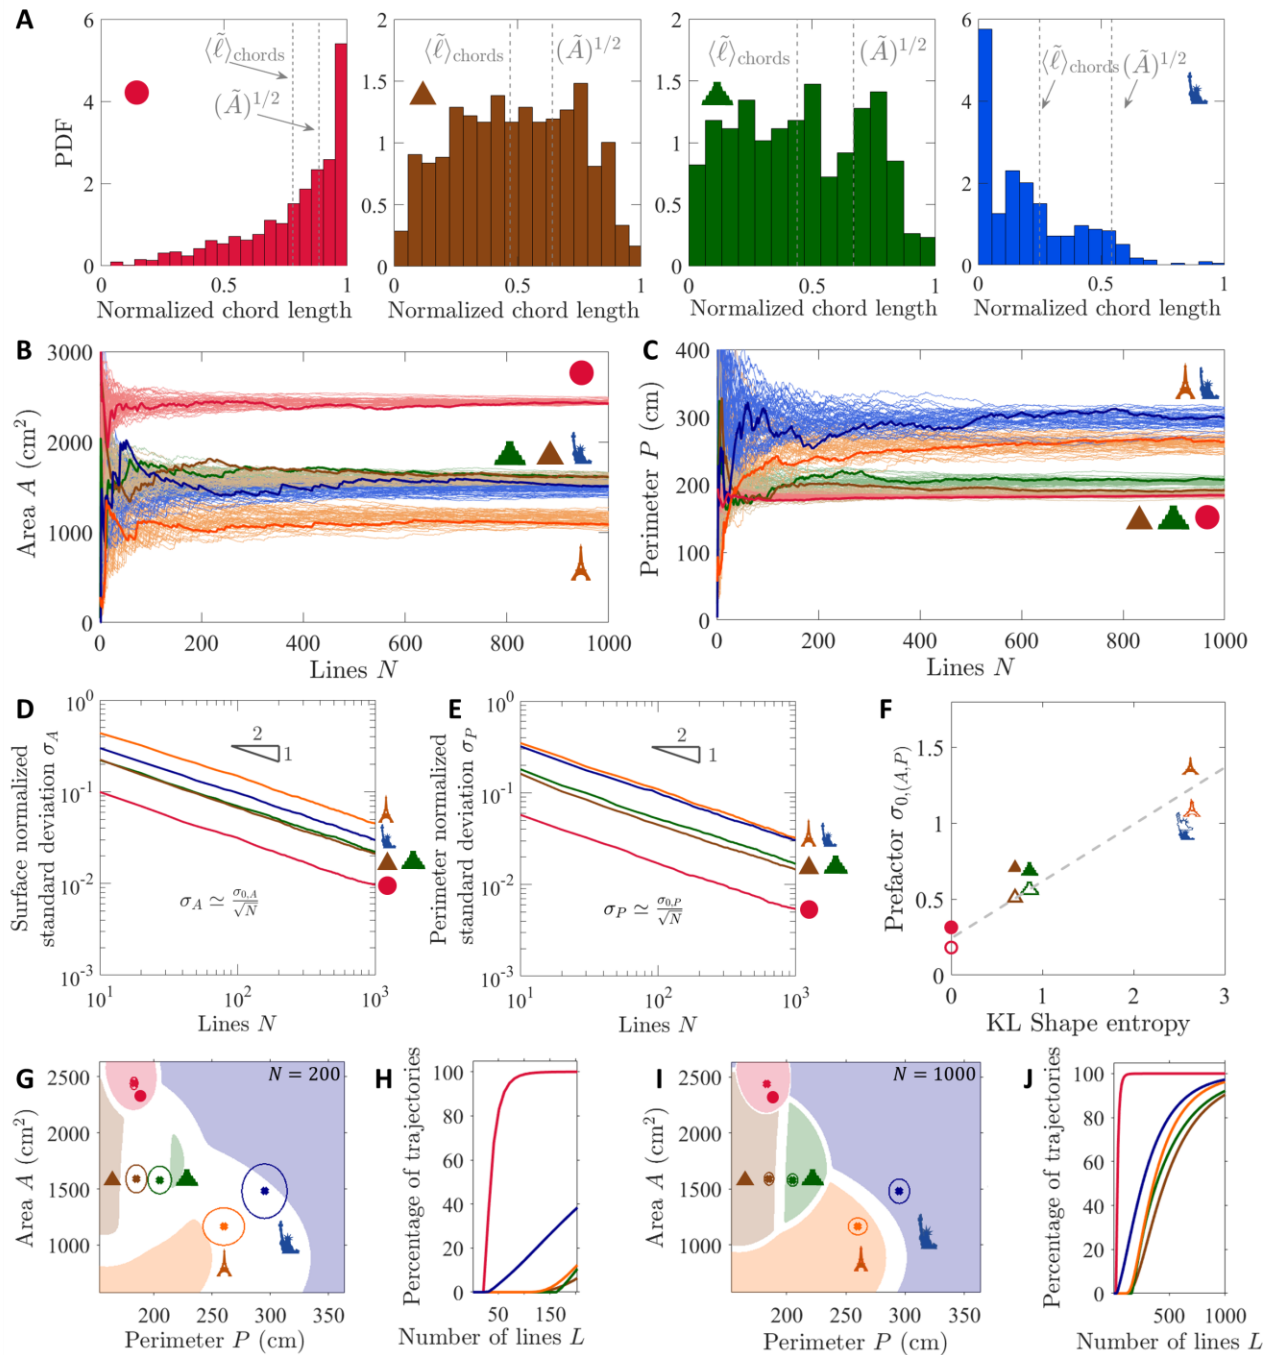 A
PDF
6
4
2
0
0
0.5
1
Normalized chord length
⟨ℓ̃⟩chords
(Ã)^{1/2}
2
1.5
1
0.5
0
0
0.5
1
Normalized chord length
⟨ℓ̃⟩chords
(Ã)^{1/2}
2
1.5
1
0.5
0
0
0.5
1
Normalized chord length
⟨ℓ̃⟩chords
(Ã)^{1/2}
6
4
2
0
0
0.5
1
Normalized chord length
⟨ℓ̃⟩chords
(Ã)^{1/2}
B
Area A (cm²)
3000
2000
1000
0
0
200
400
600
800
1000
Lines N
C
Perimeter P (cm)
400
300
200
100
0
0
200
400
600
800
1000
Lines N
D
Surface normalized
standard deviation σ_A
10^0
10^{-1}
10^{-2}
10^{-3}
10^1
10^2
10^3
Lines N
2
1
σ_A ≃ σ_{0,A}/√N
E
Perimeter normalized
standard deviation σ_P
10^0
10^{-1}
10^{-2}
10^{-3}
10^1
10^2
10^3
Lines N
2
1
σ_P ≃ σ_{0,P}/√N
F
Prefactor σ_{0,(A,P)}
1.5
1
0.5
0
0
1
2
3
KL Shape entropy
G
N = 200
Area A (cm²)
2500
2000
1500
1000
200
250
300
350
Perimeter P (cm)
H
Percentage of trajectories
100
80
60
40
20
0
50
150
Number of lines L
I
N = 1000
Area A (cm²)
2500
2000
1500
1000
200
250
300
350
Perimeter P (cm)
J
Percentage of trajectories
100
80
60
40
20
0
500
1000
Number of lines L